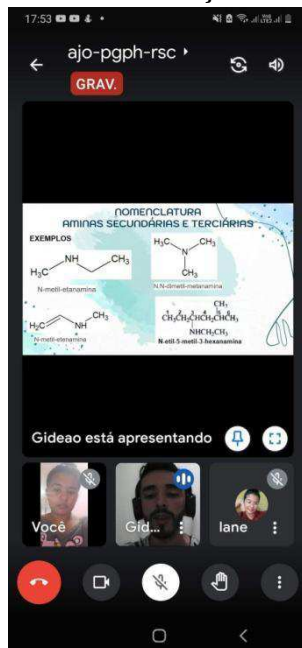 17:53
ajo-pgph-rsc
GRAV.
NOMENCLATURA
AMINAS SECUNDÁRIAS E TERCIÁRIAS
EXEMPLOS
H₃C NH CH₃
N-metil-etanamina
H₃C N CH₃
CH₃
N,N-dimetil-metanamina
H₂C NH CH₃
N-metil-etenamina
CH₃
CH₃CH₂CHCH₂CHCH₃
NHCH₂CH₃
N-etil-5-metil-3-hexanamina
Gideao está apresentando
Você
Gid...
Iane